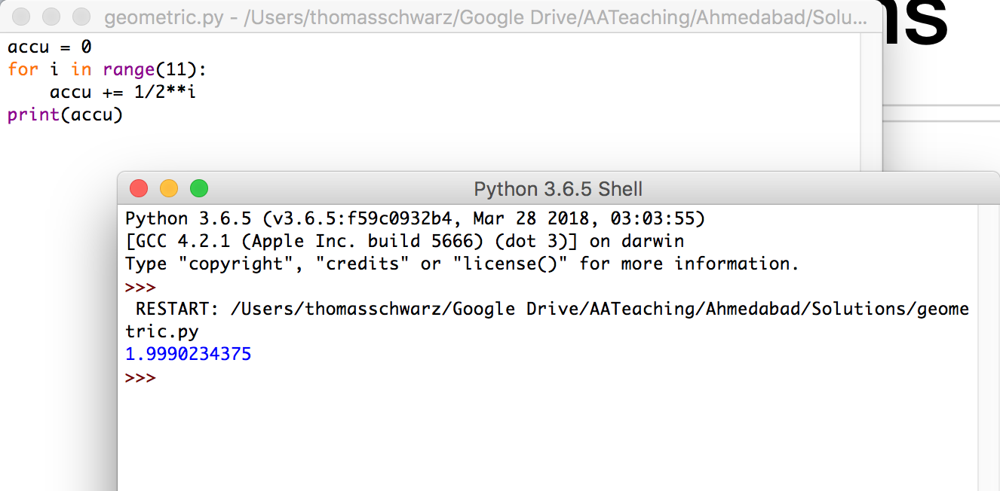 geometric.py - /Users/thomasschwarz/Google Drive/AATeaching/Ahmedabad/Solu...
accu = 0
for i in range(11):
    accu += 1/2**i
print(accu)
Python 3.6.5 Shell
Python 3.6.5 (v3.6.5:f59c0932b4, Mar 28 2018, 03:03:55)
[GCC 4.2.1 (Apple Inc. build 5666) (dot 3)] on darwin
Type "copyright", "credits" or "license()" for more information.
>>>
 RESTART: /Users/thomasschwarz/Google Drive/AATeaching/Ahmedabad/Solutions/geome
tric.py
1.9990234375
>>>